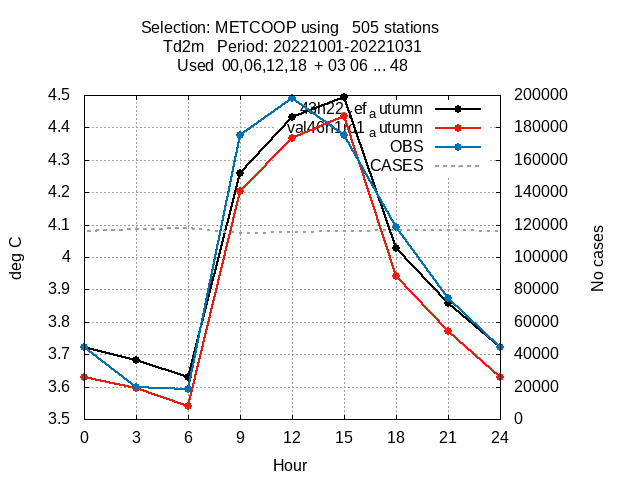 Selection: METCOOP using 505 stations
Td2m Period: 20221001-20221031
Used 00,06,12,18 + 03 06 ... 48
4.5
4.4
4.3
4.2
4.1
4
3.9
3.8
3.7
3.6
3.5
deg C
0 3 6 9 12 15 18 21 24
Hour
200000
180000
160000
140000
120000
100000
80000
60000
40000
20000
0
No cases
utumn
utumn
OBS
CASES